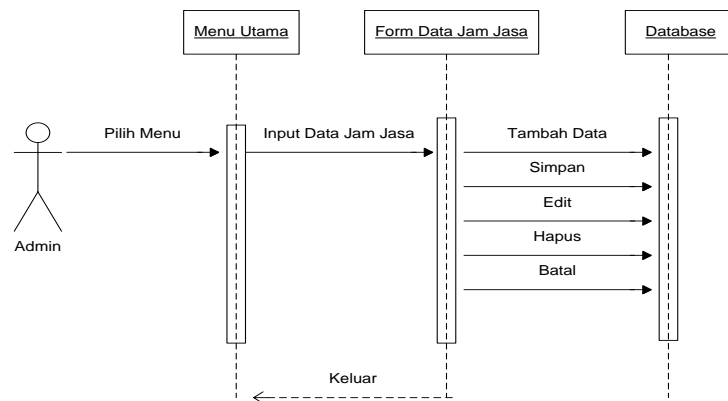 Menu Utama
Form Data Jam Jasa
Database
Pilih Menu
Input Data Jam Jasa
Tambah Data
Simpan
Edit
Hapus
Batal
Admin
Keluar